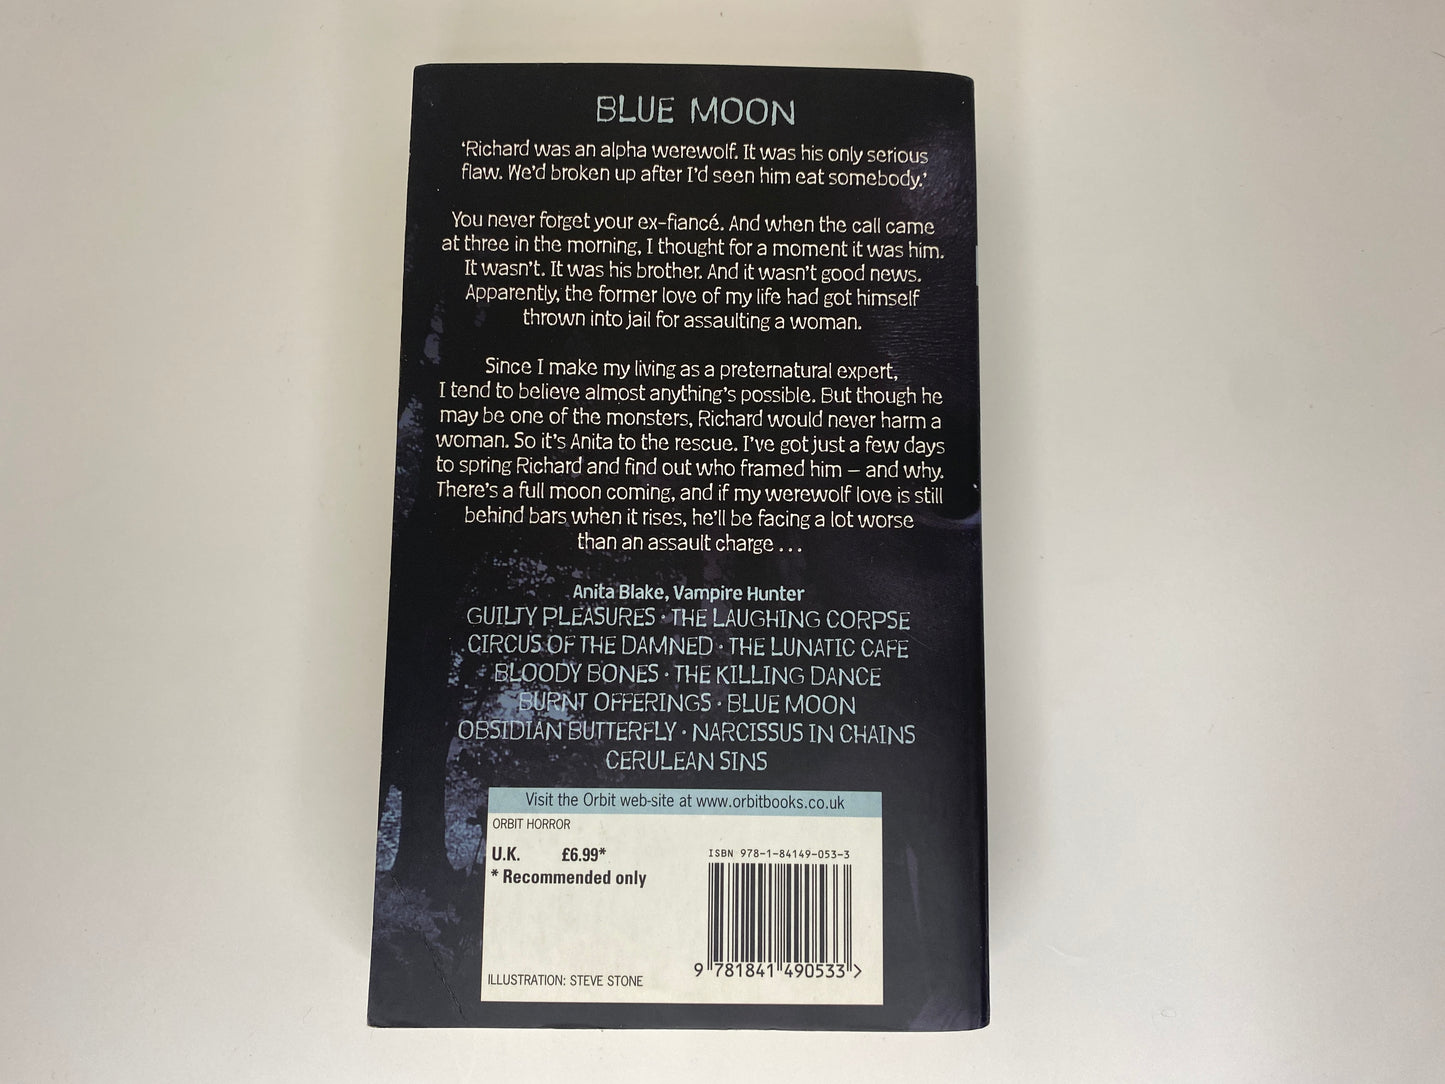 BLUE MOON
‘Richard was an alpha werewolf. It was his only serious
flaw. We’d broken up after I’d seen him eat somebody.’
You never forget your ex-fiancé. And when the call came
at three in the morning, I thought for a moment it was him.
It wasn’t. It was his brother. And it wasn’t good news.
Apparently, the former love of my life had got himself
thrown into jail for assaulting a woman.
Since I make my living as a preternatural expert,
I tend to believe almost anything’s possible. But though he
may be one of the monsters, Richard would never harm a
woman. So it’s Anita to the rescue. I’ve got just a few days
to spring Richard and find out who framed him – and why.
There’s a full moon coming, and if my werewolf love is still
behind bars when it rises, he’ll be facing a lot worse
than an assault charge . . .
Anita Blake, Vampire Hunter
GUILTY PLEASURES · THE LAUGHING CORPSE
CIRCUS OF THE DAMNED · THE LUNATIC CAFE
BLOODY BONES · THE KILLING DANCE
BURNT OFFERINGS · BLUE MOON
OBSIDIAN BUTTERFLY · NARCISSUS IN CHAINS
CERULEAN SINS
Visit the Orbit web-site at www.orbitbooks.co.uk
ORBIT HORROR
U.K. £6.99*
* Recommended only
ISBN 978-1-84149-053-3
9 781841 490533 >
ILLUSTRATION: STEVE STONE